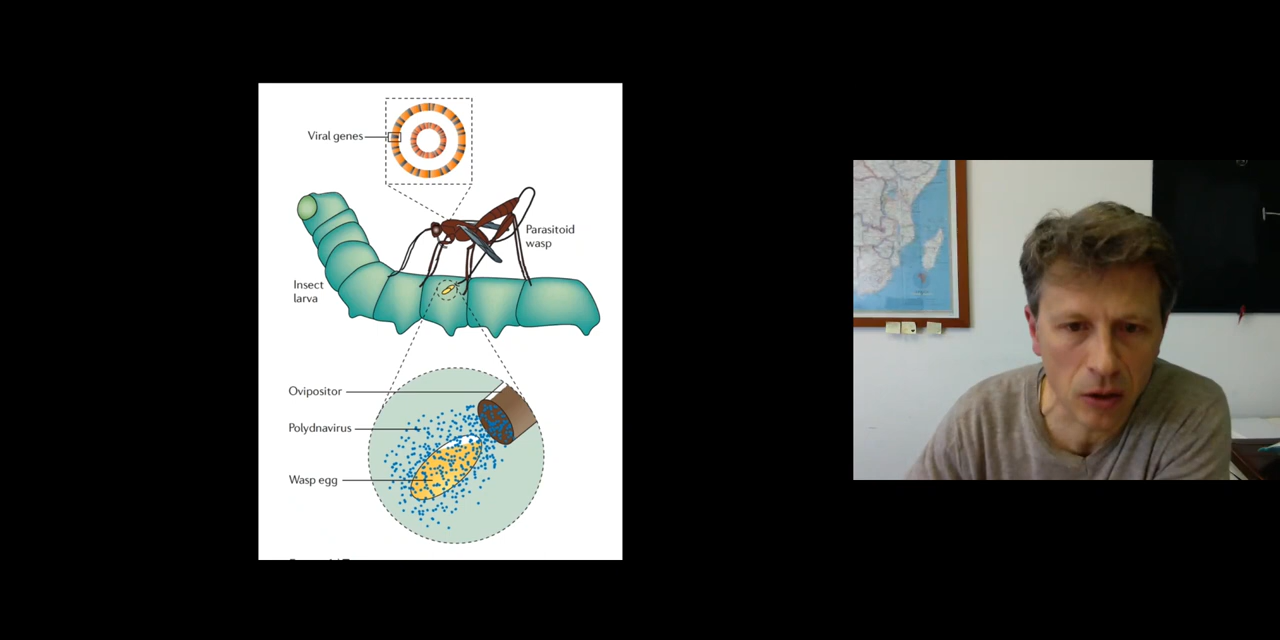 Viral genes
Parasitoid
wasp
Insect
larva
Ovipositor
Polydnavirus
Wasp egg